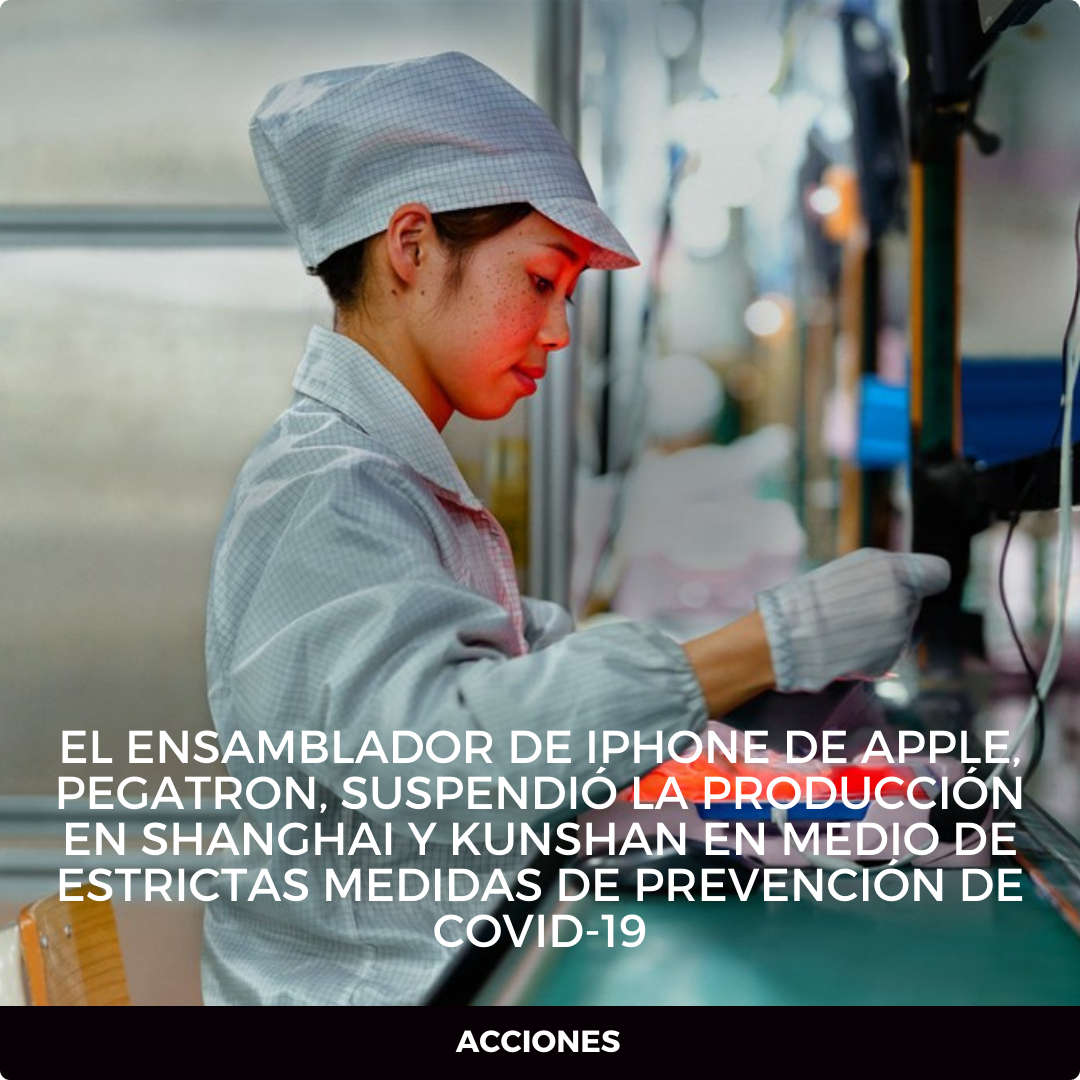 EL ENSAMBLADOR DE IPHONE DE APPLE,
PEGATRON, SUSPENDIÓ LA PRODUCCIÓN
EN SHANGHAI Y KUNSHAN EN MEDIO DE
ESTRICTAS MEDIDAS DE PREVENCIÓN DE
COVID-19
ACCIONES